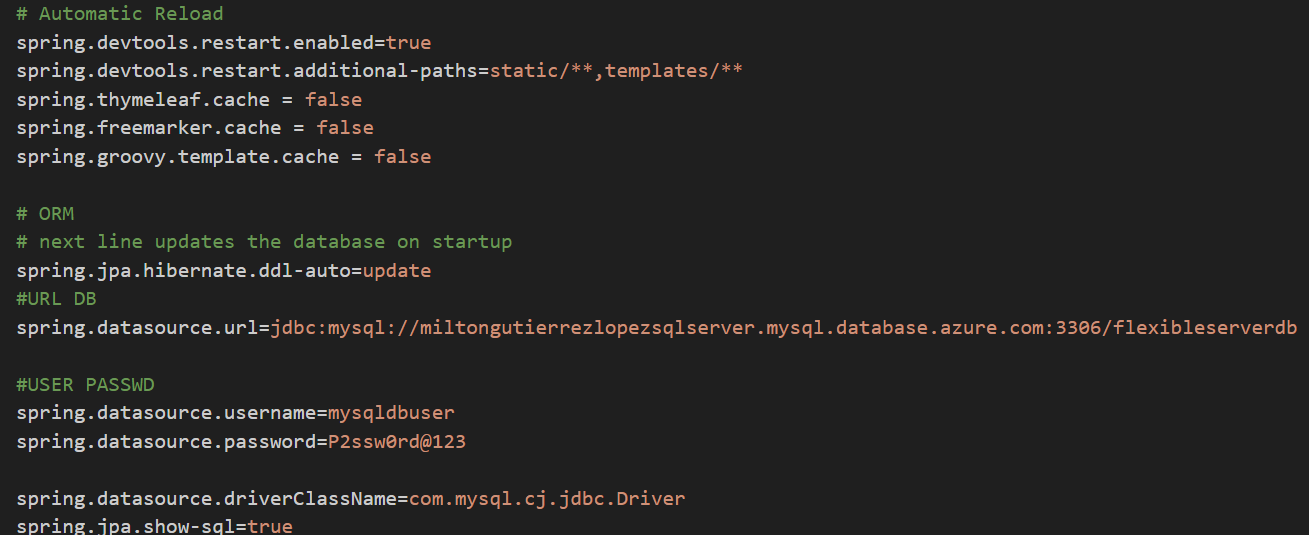 # Automatic Reload
spring.devtools.restart.enabled=true
spring.devtools.restart.additional-paths=static/**,templates/**
spring.thymeleaf.cache = false
spring.freemarker.cache = false
spring.groovy.template.cache = false
# ORM
# next line updates the database on startup
spring.jpa.hibernate.ddl-auto=update
#URL DB
spring.datasource.url=jdbc:mysql://miltongutierrezlopezsqlserver.mysql.database.azure.com:3306/flexibleserverdb
#USER PASSWD
spring.datasource.username=mysqldbuser
spring.datasource.password=P2ssw0rd@123
spring.datasource.driverClassName=com.mysql.cj.jdbc.Driver
spring.jpa.show-sql=true